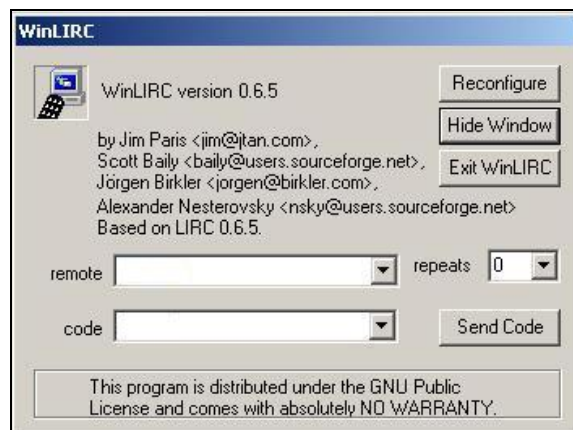 WinLIRC
WinLIRC version 0.6.5
Reconfigure
Hide Window
Exit WinLIRC
by Jim Paris <jim@jtan.com>,
Scott Baily <baily@users.sourceforge.net>,
Jörgen Birkler <jorgen@birkler.com>,
Alexander Nesterovsky <nsky@users.sourceforge.net>
Based on LIRC 0.6.5.
remote
repeats 0
code
Send Code
This program is distributed under the GNU Public
License and comes with absolutely NO WARRANTY.